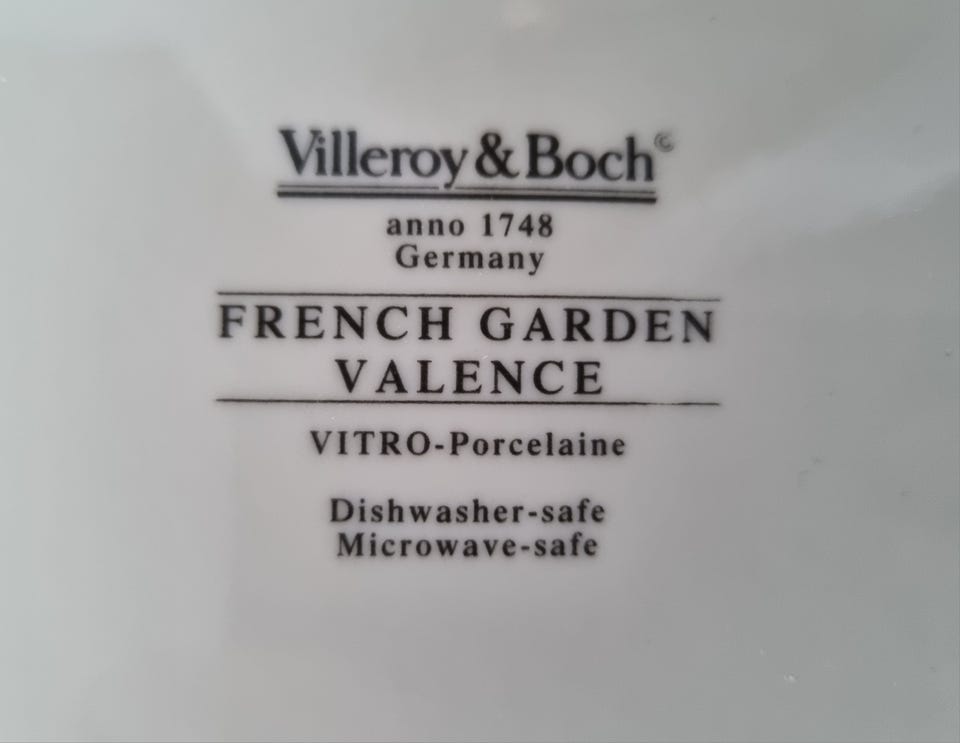 Villeroy & Boch©
anno 1748
Germany
FRENCH GARDEN
VALENCE
VITRO-Porcelaine
Dishwasher-safe
Microwave-safe